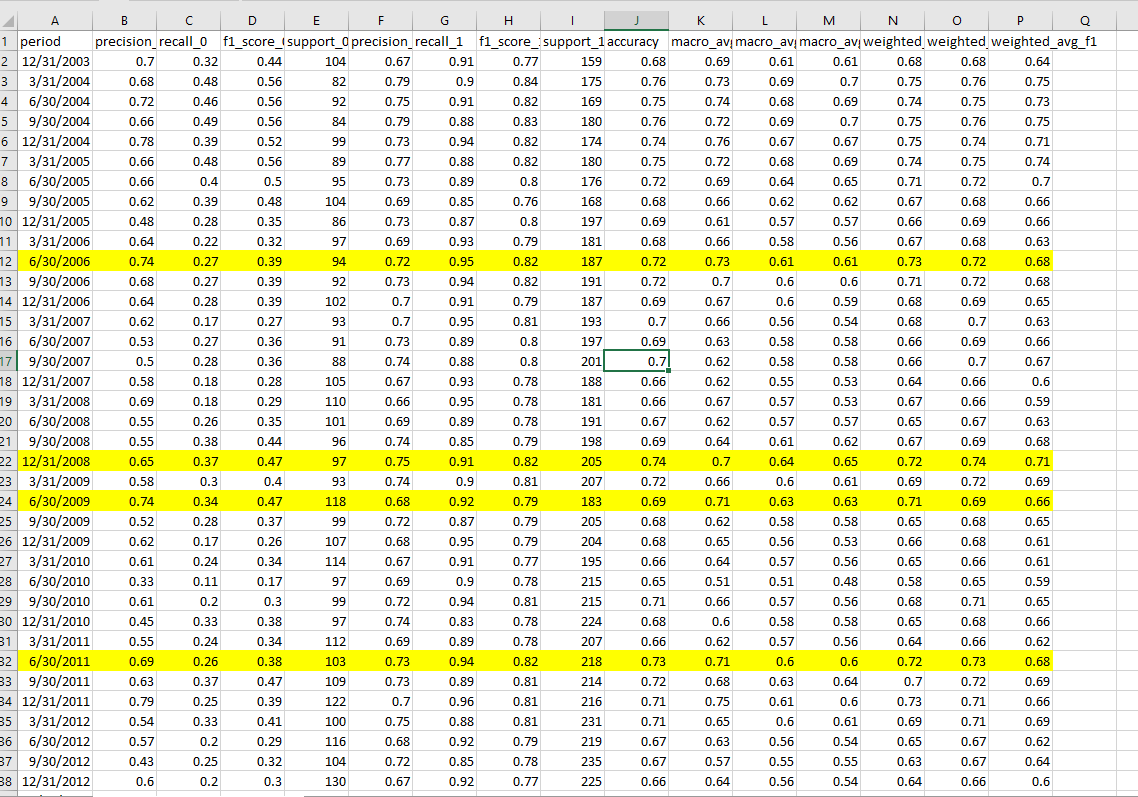 A B C D E F G H I J K L M N O P Q
1 period precision_ recall_0 f1_score_ support_0 precision_ recall_1 f1_score_ support_1 accuracy macro_av macro_av macro_av weighted_ weighted_ weighted_avg_f1
2 12/31/2003 0.7 0.32 0.44 104 0.67 0.91 0.77 159 0.68 0.69 0.61 0.61 0.68 0.68 0.64
3 3/31/2004 0.68 0.48 0.56 82 0.79 0.9 0.84 175 0.76 0.73 0.69 0.7 0.75 0.76 0.75
4 6/30/2004 0.72 0.46 0.56 92 0.75 0.91 0.82 169 0.75 0.74 0.68 0.69 0.74 0.75 0.73
5 9/30/2004 0.66 0.49 0.56 84 0.79 0.88 0.83 180 0.76 0.72 0.69 0.7 0.75 0.76 0.75
6 12/31/2004 0.78 0.39 0.52 99 0.73 0.94 0.82 174 0.74 0.76 0.67 0.67 0.75 0.74 0.71
7 3/31/2005 0.66 0.48 0.56 89 0.77 0.88 0.82 180 0.75 0.72 0.68 0.69 0.74 0.75 0.74
8 6/30/2005 0.66 0.4 0.5 95 0.73 0.89 0.8 176 0.72 0.69 0.64 0.65 0.71 0.72 0.7
9 9/30/2005 0.62 0.39 0.48 104 0.69 0.85 0.76 168 0.68 0.66 0.62 0.62 0.67 0.68 0.66
10 12/31/2005 0.48 0.28 0.35 86 0.73 0.87 0.8 197 0.69 0.61 0.57 0.57 0.66 0.69 0.66
11 3/31/2006 0.64 0.22 0.32 97 0.69 0.93 0.79 181 0.68 0.66 0.58 0.56 0.67 0.68 0.63
12 6/30/2006 0.74 0.27 0.39 94 0.72 0.95 0.82 187 0.72 0.73 0.61 0.61 0.73 0.72 0.68
13 9/30/2006 0.68 0.27 0.39 92 0.73 0.94 0.82 191 0.72 0.7 0.6 0.6 0.71 0.72 0.68
14 12/31/2006 0.64 0.28 0.39 102 0.7 0.91 0.79 187 0.69 0.67 0.6 0.59 0.68 0.69 0.65
15 3/31/2007 0.62 0.17 0.27 93 0.7 0.95 0.81 193 0.7 0.66 0.56 0.54 0.68 0.7 0.63
16 6/30/2007 0.53 0.27 0.36 91 0.73 0.89 0.8 197 0.69 0.63 0.58 0.58 0.66 0.69 0.66
17 9/30/2007 0.5 0.28 0.36 88 0.74 0.88 0.8 201 0.7 0.62 0.58 0.58 0.66 0.7 0.67
18 12/31/2007 0.58 0.18 0.28 105 0.67 0.93 0.78 188 0.66 0.62 0.55 0.53 0.64 0.66 0.6
19 3/31/2008 0.69 0.18 0.29 110 0.66 0.95 0.78 181 0.66 0.67 0.57 0.53 0.67 0.66 0.59
20 6/30/2008 0.55 0.26 0.35 101 0.69 0.89 0.78 191 0.67 0.62 0.57 0.57 0.65 0.67 0.63
21 9/30/2008 0.55 0.38 0.44 96 0.74 0.85 0.79 198 0.69 0.64 0.61 0.62 0.67 0.69 0.68
22 12/31/2008 0.65 0.37 0.47 97 0.75 0.91 0.82 205 0.74 0.7 0.64 0.65 0.72 0.74 0.71
23 3/31/2009 0.58 0.3 0.4 93 0.74 0.9 0.81 207 0.72 0.66 0.6 0.61 0.69 0.72 0.69
24 6/30/2009 0.74 0.34 0.47 118 0.68 0.92 0.79 183 0.69 0.71 0.63 0.63 0.71 0.69 0.66
25 9/30/2009 0.52 0.28 0.37 99 0.72 0.87 0.79 205 0.68 0.62 0.58 0.58 0.65 0.68 0.65
26 12/31/2009 0.62 0.17 0.26 107 0.68 0.95 0.79 204 0.68 0.65 0.56 0.53 0.66 0.68 0.61
27 3/31/2010 0.61 0.24 0.34 114 0.67 0.91 0.77 195 0.66 0.64 0.57 0.56 0.65 0.66 0.61
28 6/30/2010 0.33 0.11 0.17 97 0.69 0.9 0.78 215 0.65 0.51 0.51 0.48 0.58 0.65 0.59
29 9/30/2010 0.61 0.2 0.3 99 0.72 0.94 0.81 215 0.71 0.66 0.57 0.56 0.68 0.71 0.65
30 12/31/2010 0.45 0.33 0.38 97 0.74 0.83 0.78 224 0.68 0.6 0.58 0.58 0.65 0.68 0.66
31 3/31/2011 0.55 0.24 0.34 112 0.69 0.89 0.78 207 0.66 0.62 0.57 0.56 0.64 0.66 0.62
32 6/30/2011 0.69 0.26 0.38 103 0.73 0.94 0.82 218 0.73 0.71 0.6 0.6 0.72 0.73 0.68
33 9/30/2011 0.63 0.37 0.47 109 0.73 0.89 0.81 214 0.72 0.68 0.63 0.64 0.7 0.72 0.69
34 12/31/2011 0.79 0.25 0.39 122 0.7 0.96 0.81 216 0.71 0.75 0.61 0.6 0.73 0.71 0.66
35 3/31/2012 0.54 0.33 0.41 100 0.75 0.88 0.81 231 0.71 0.65 0.6 0.61 0.69 0.71 0.69
36 6/30/2012 0.57 0.2 0.29 116 0.68 0.92 0.79 219 0.67 0.63 0.56 0.54 0.65 0.67 0.62
37 9/30/2012 0.43 0.25 0.32 104 0.72 0.85 0.78 235 0.67 0.57 0.55 0.55 0.63 0.67 0.64
38 12/31/2012 0.6 0.2 0.3 130 0.67 0.92 0.77 225 0.66 0.64 0.56 0.54 0.64 0.66 0.6